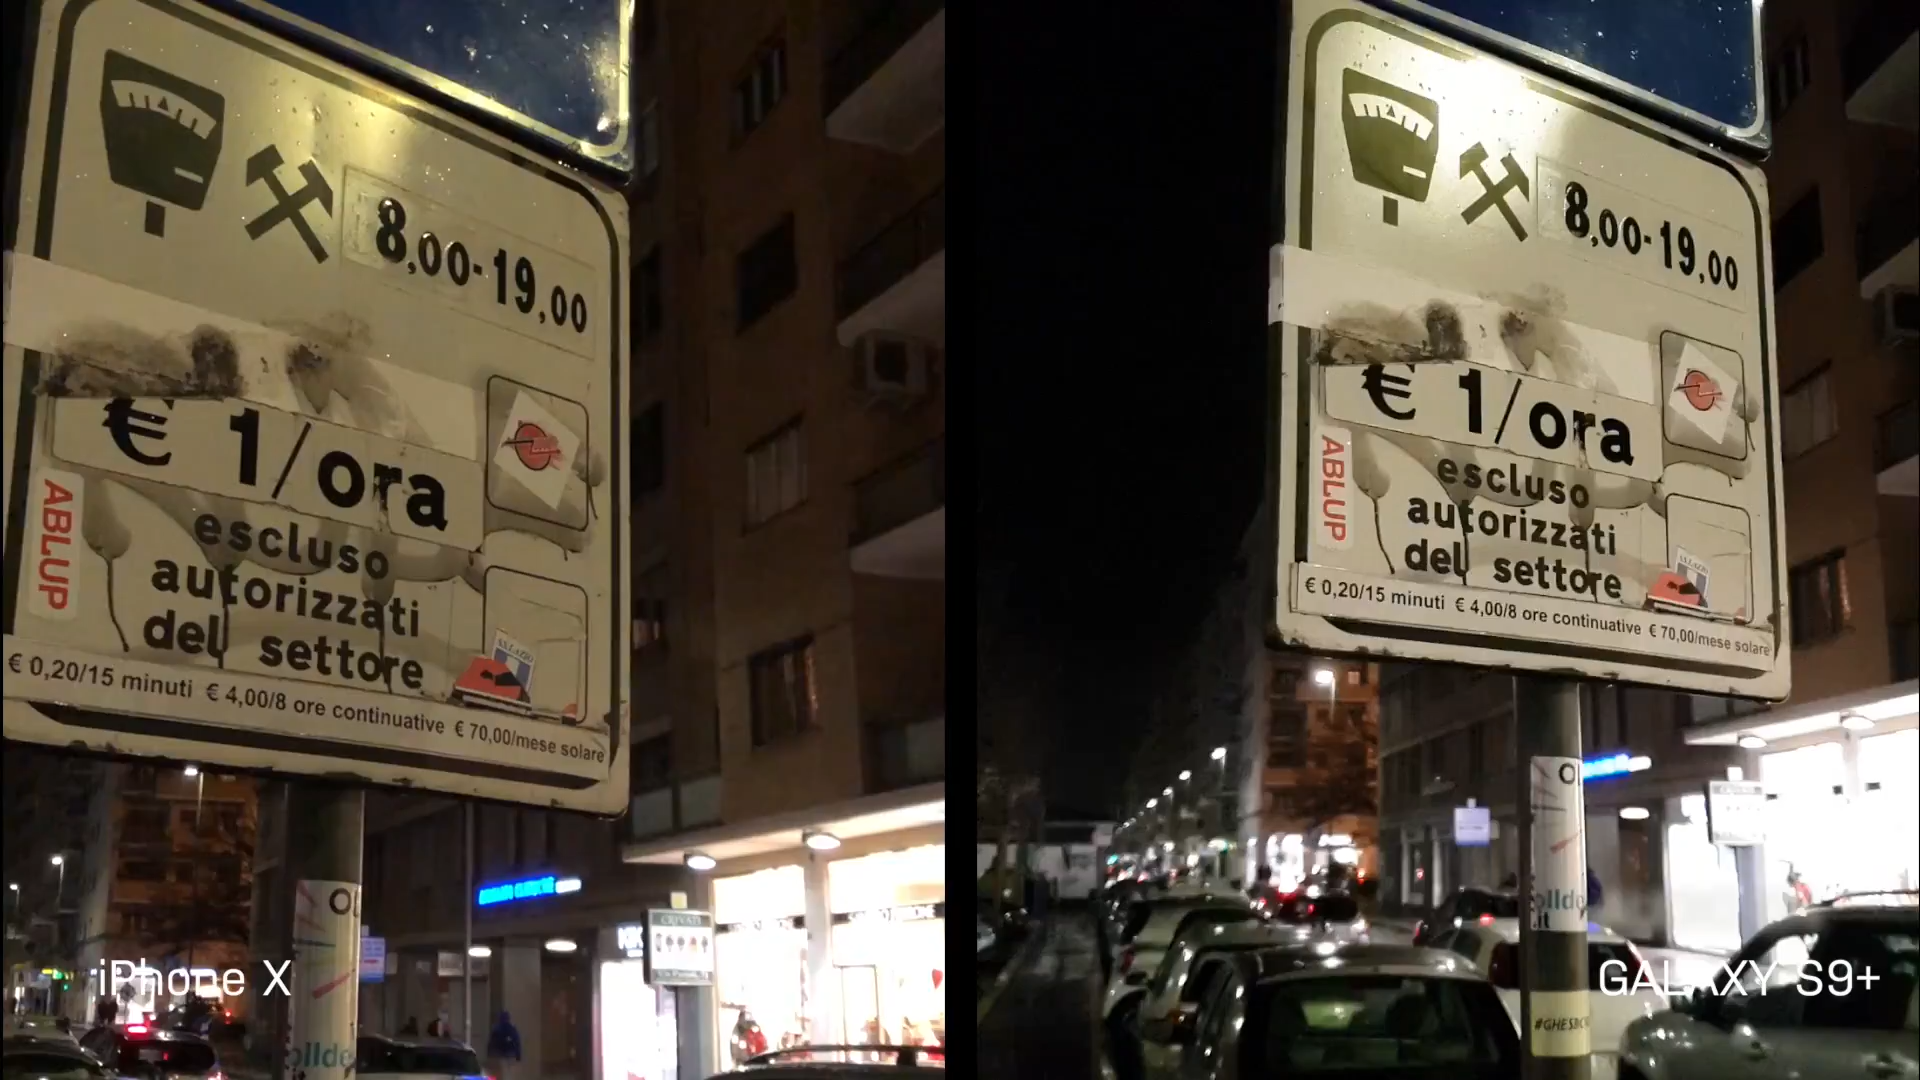 8,00-19,00
€ 1/ora
ABLUP
escluso
autorizzati
del settore
€ 0,20/15 minuti € 4,00/8 ore continuative € 70,00/mese solare
iPhone X
8,00-19,00
€ 1/ora
ABLUP
escluso
autorizzati
del settore
€ 0,20/15 minuti € 4,00/8 ore continuative € 70,00/mese solare
GALAXY S9+